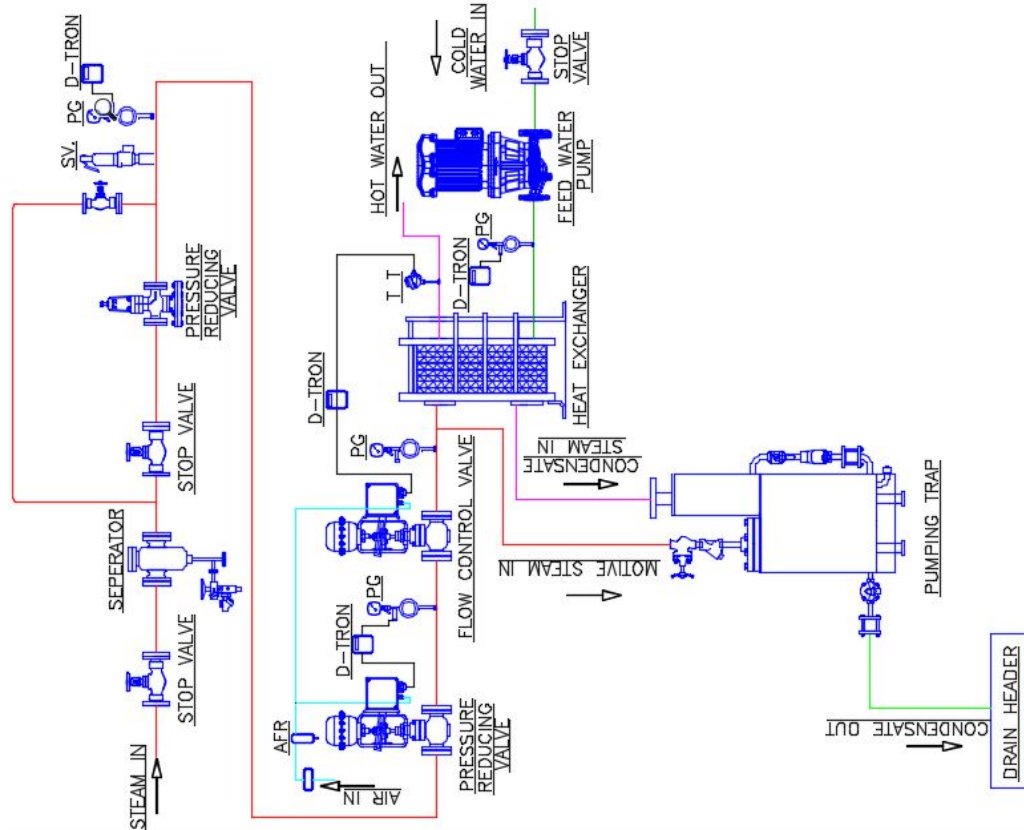 STEAM IN
STOP VALVE
SEPERATOR
STOP VALVE
PRESSURE
REDUCING
VALVE
SV.
PG
D-TRON
AIR IN
AFR
PRESSURE
REDUCING
VALVE
D-TRON
PG
FLOW CONTROL VALVE
PG
D-TRON
HEAT EXCHANGER
T T
HOT WATER OUT
D-TRON
PG
FEED WATER
PUMP
COLD
WATER IN
STOP
VALVE
MOTIVE STEAM IN
CONDENSATE
STEAM IN
PUMPING TRAP
CONDENSATE OUT
DRAIN HEADER